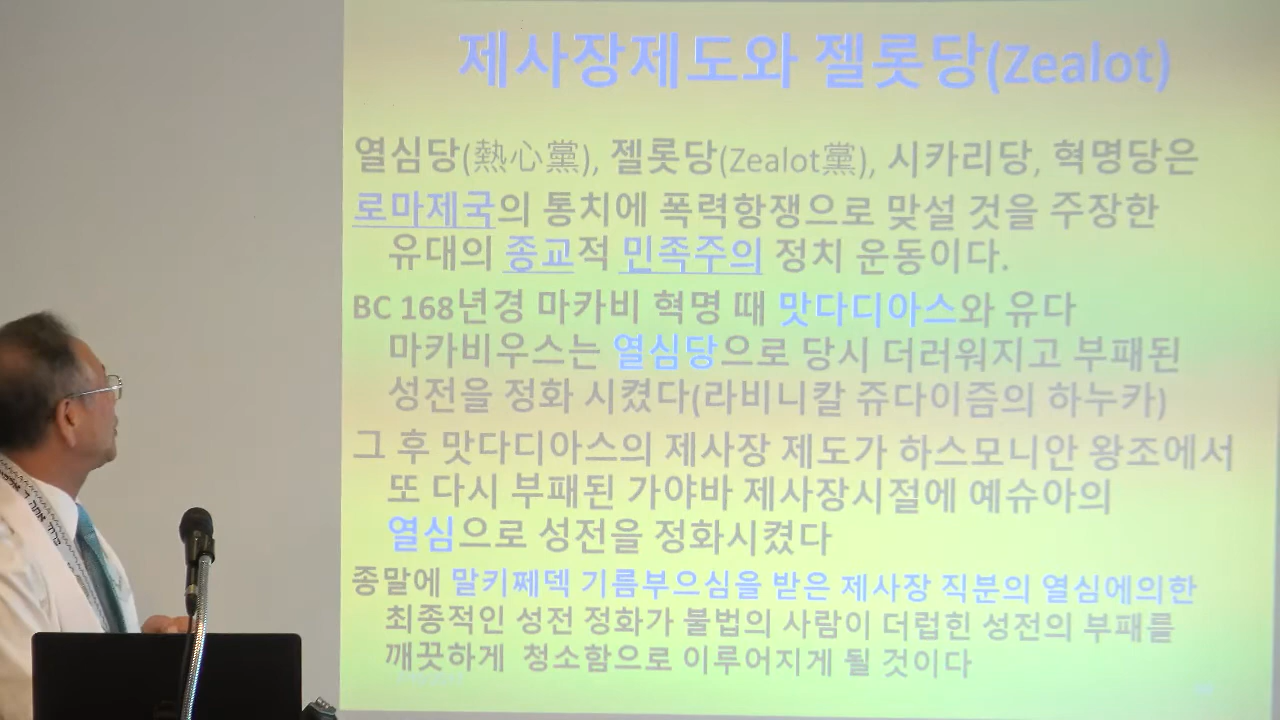 제사장제도와 젤롯당(Zealot)
열심당(熱心黨), 젤롯당(Zealot黨), 시카리당, 혁명당은
로마제국의 통치에 폭력항쟁으로 맞설 것을 주장한
유대의 종교적 민족주의 정치 운동이다.
BC 168년경 마카비 혁명 때 맛다디아스와 유다
마카비우스는 열심당으로 당시 더러워지고 부패된
성전을 정화 시켰다(라비니칼 쥬다이즘의 하누카)
그 후 맛다디아스의 제사장 제도가 하스모니안 왕조에서
또 다시 부패된 가야바 제사장시절에 예슈아의
열심으로 성전을 정화시켰다
종말에 말키쩨덱 기름부으심을 받은 제사장 직분의 열심에의한
최종적인 성전 정화가 불법의 사람이 더럽힌 성전의 부패를
깨끗하게 청소함으로 이루어지게 될 것이다